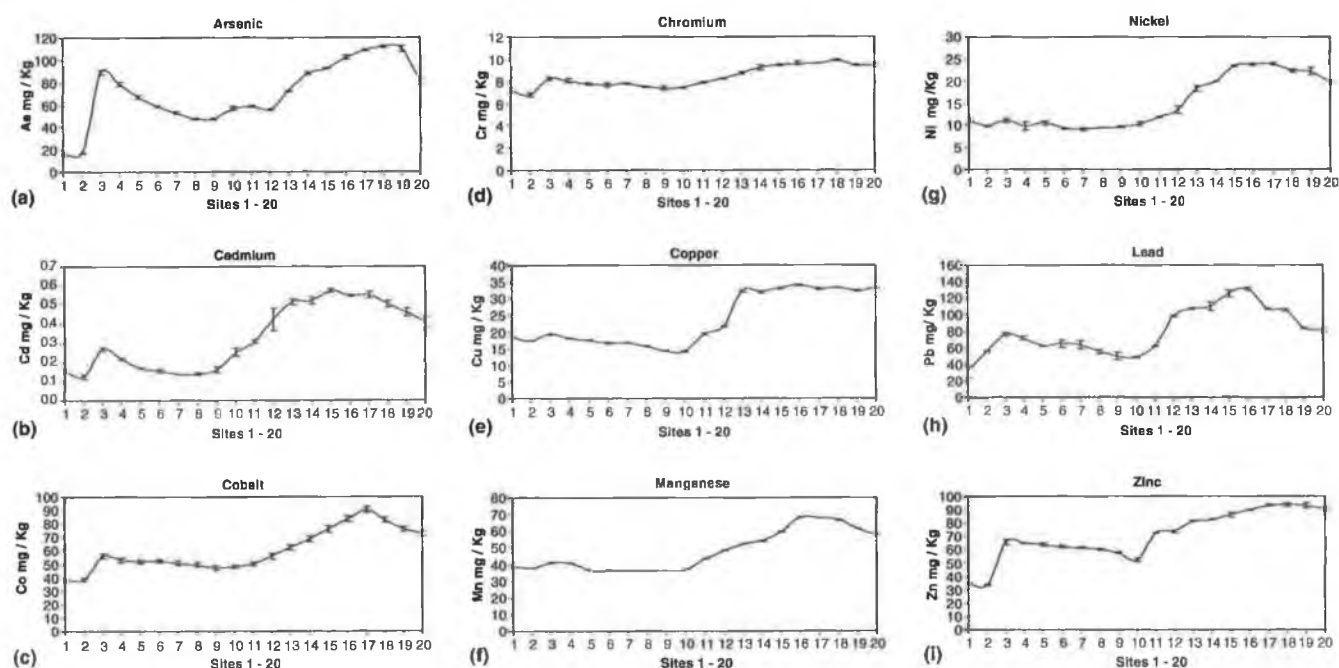 Arsenic
As mg / Kg
120
100
80
60
40
20
0
1 2 3 4 5 6 7 8 9 10 11 12 13 14 15 16 17 18 19 20
(a)
Sites 1 - 20
Chromium
Cr mg / Kg
12
10
8
6
4
2
0
1 2 3 4 5 6 7 8 9 10 11 12 13 14 15 16 17 18 19 20
(d)
Sites 1 - 20
Nickel
Ni mg /Kg
30
25
20
15
10
5
0
1 2 3 4 5 6 7 8 9 10 11 12 13 14 15 16 17 18 19 20
(g)
Sites 1 - 20
Cadmium
Cd mg / Kg
0.7
0.6
0.5
0.4
0.3
0.2
0.1
0.0
1 2 3 4 5 6 7 8 9 10 11 12 13 14 15 16 17 18 19 20
(b)
Sites 1 - 20
Copper
Cu mg / Kg
40
35
30
25
20
15
10
5
0
1 2 3 4 5 6 7 8 9 10 11 12 13 14 15 16 17 18 19 20
(e)
Sites 1 - 20
Lead
Pb mg/ Kg
160
140
120
100
80
60
40
20
0
1 2 3 4 5 6 7 8 9 10 11 12 13 14 15 16 17 18 19 20
(h)
Sites 1 - 20
Cobalt
Co mg / Kg
100
90
80
70
60
50
40
30
20
10
0
1 2 3 4 5 6 7 8 9 10 11 12 13 14 15 16 17 18 19 20
(c)
Sites 1 - 20
Manganese
Mn mg / Kg
80
70
60
50
40
30
20
10
0
1 2 3 4 5 6 7 8 9 10 11 12 13 14 15 16 17 18 19 20
(f)
Sites 1 - 20
Zinc
Zn mg / Kg
100
90
80
70
60
50
40
30
20
10
0
1 2 3 4 5 6 7 8 9 10 11 12 13 14 15 16 17 18 19 20
(i)
Sites 1 - 20